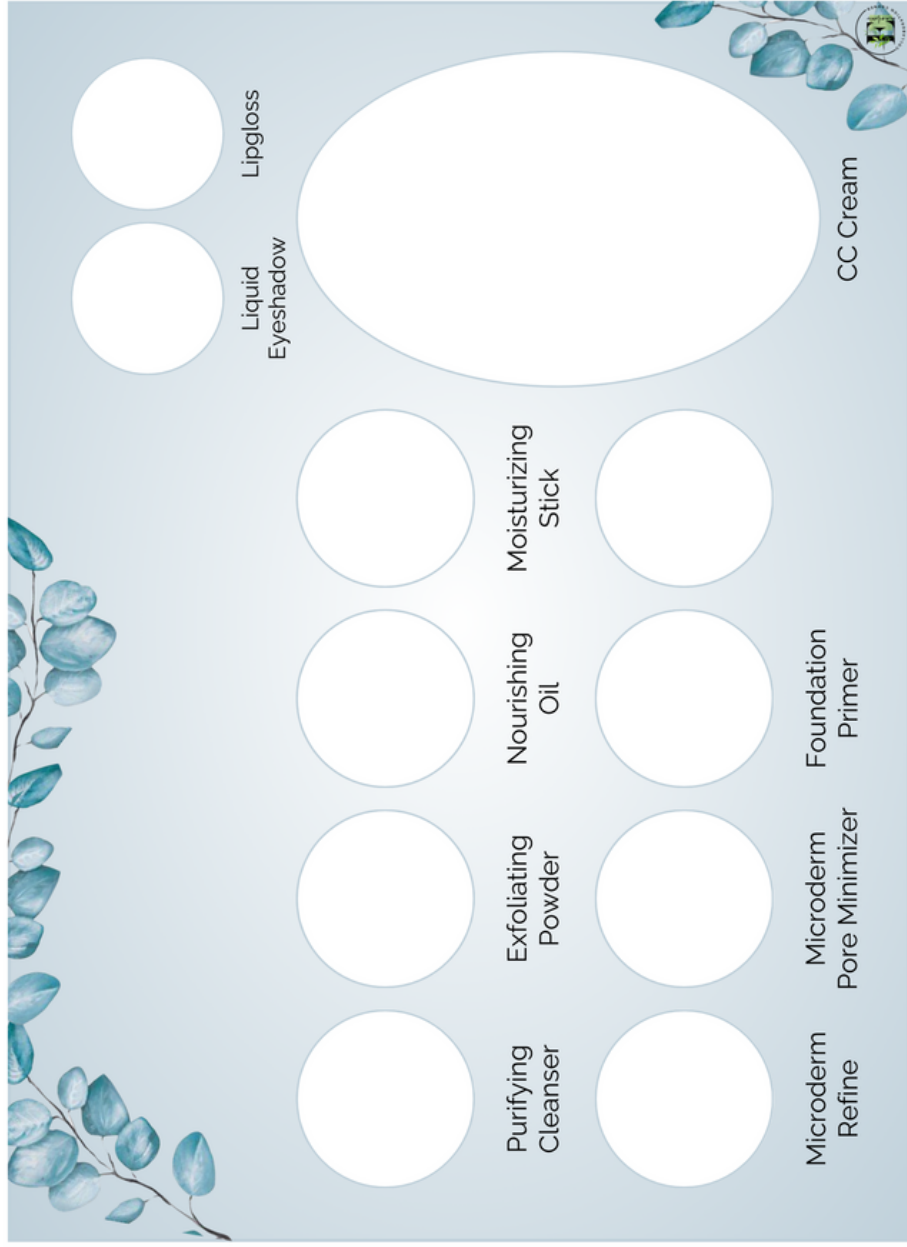 Lipgloss
Liquid
Eyeshadow
CC Cream
Purifying
Cleanser
Exfoliating
Powder
Nourishing
Oil
Moisturizing
Stick
Microderm
Refine
Microderm
Pore Minimizer
Foundation
Primer